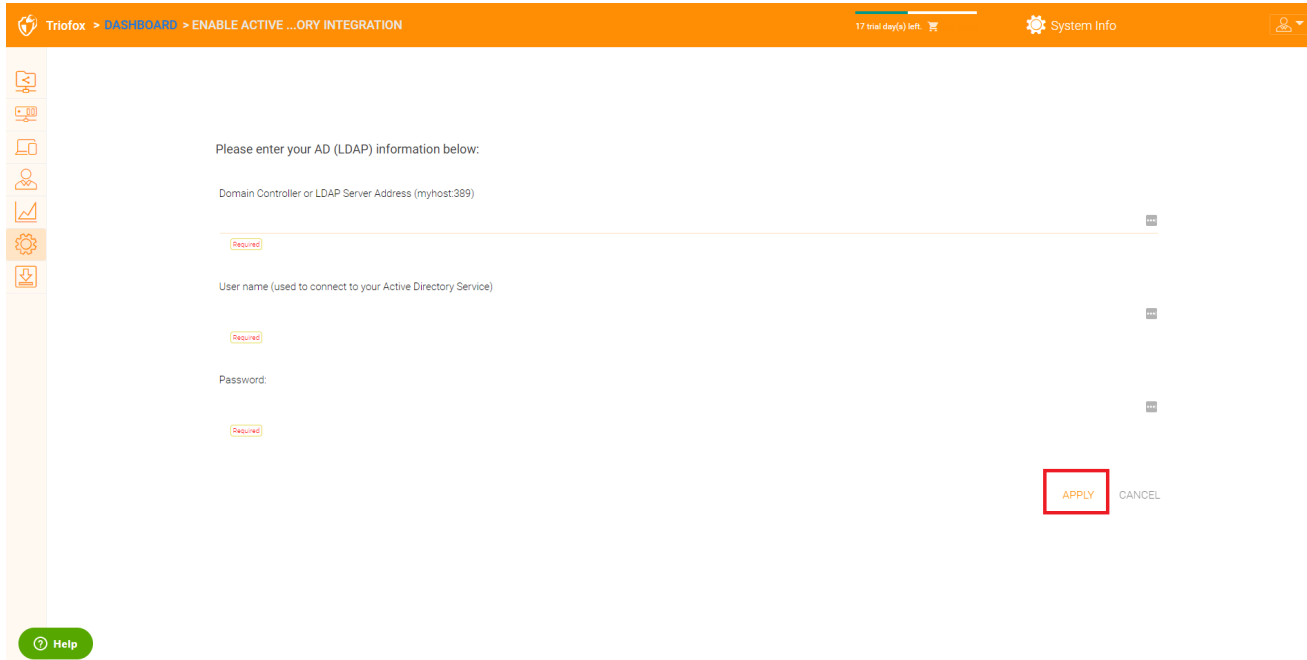 Triofox > DASHBOARD > ENABLE ACTIVE ...ORY INTEGRATION
17 trial day(s) left.
System Info
Please enter your AD (LDAP) information below:
Domain Controller or LDAP Server Address (myhost:389)
Required
User name (used to connect to your Active Directory Service)
Required
Password:
Required
APPLY CANCEL
Help